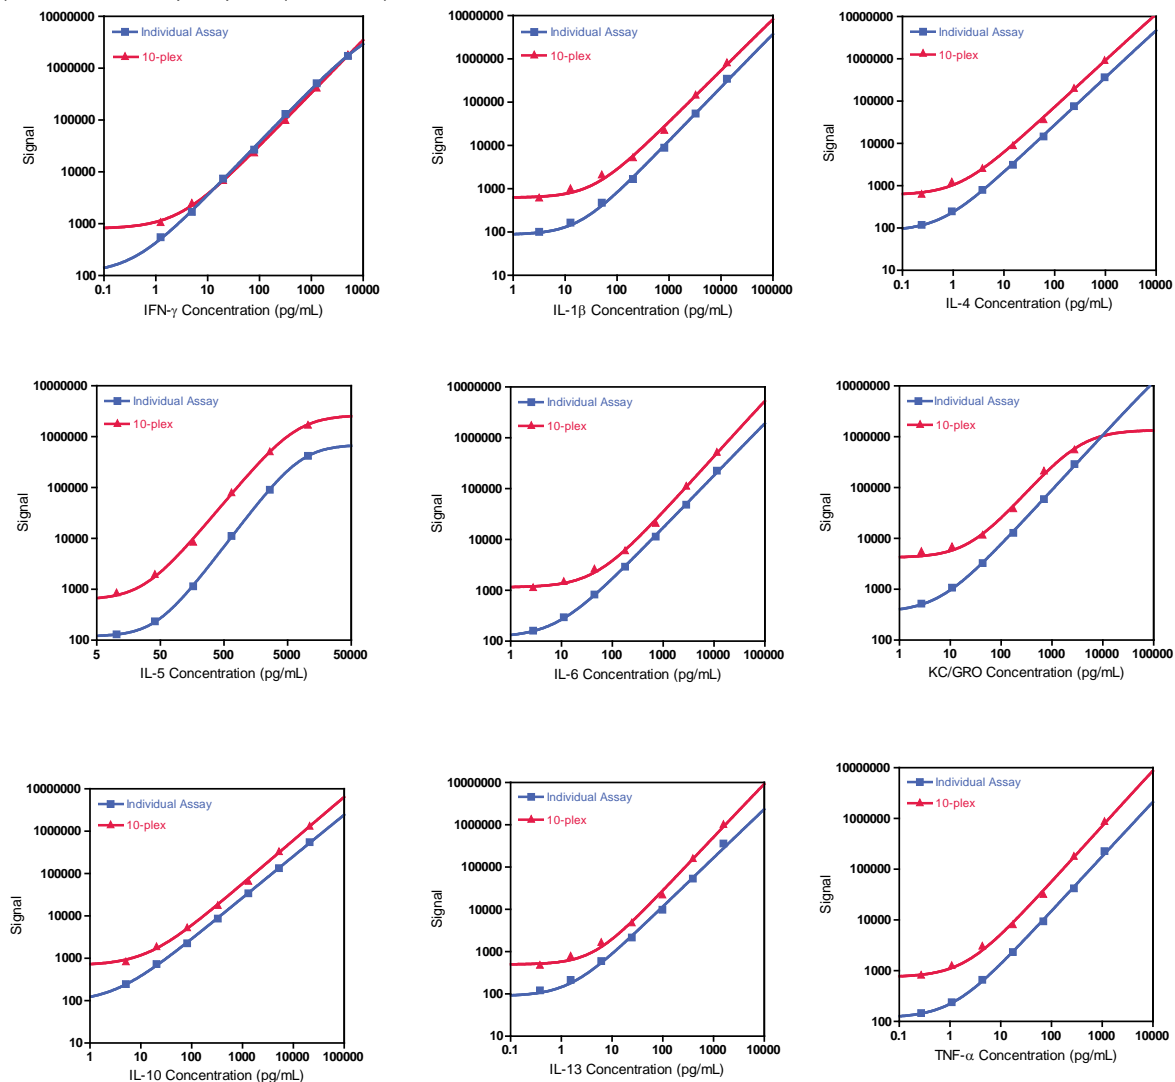 10000000
1000000
100000
10000
1000
100
Signal
Individual Assay
10-plex
0.1 1 10 100 1000 10000
IFN-γ Concentration (pg/mL)
10000000
1000000
100000
10000
1000
100
10
Signal
Individual Assay
10-plex
1 10 100 1000 10000 100000
IL-1β Concentration (pg/mL)
10000000
1000000
100000
10000
1000
100
10
Signal
Individual Assay
10-plex
0.1 1 10 100 1000 10000
IL-4 Concentration (pg/mL)
10000000
1000000
100000
10000
1000
100
Signal
Individual Assay
10-plex
5 50 500 5000 50000
IL-5 Concentration (pg/mL)
10000000
1000000
100000
10000
1000
100
Signal
Individual Assay
10-plex
1 10 100 1000 10000 100000
IL-6 Concentration (pg/mL)
10000000
1000000
100000
10000
1000
100
Signal
Individual Assay
10-plex
1 10 100 1000 10000 100000
KC/GRO Concentration (pg/mL)
10000000
1000000
100000
10000
1000
100
10
Signal
Individual Assay
10-plex
1 10 100 1000 10000 100000
IL-10 Concentration (pg/mL)
10000000
1000000
100000
10000
1000
100
10
Signal
Individual Assay
10-plex
0.1 1 10 100 1000 10000
IL-13 Concentration (pg/mL)
10000000
1000000
100000
10000
1000
100
Signal
Individual Assay
10-plex
0.1 1 10 100 1000 10000
TNF-α Concentration (pg/mL)